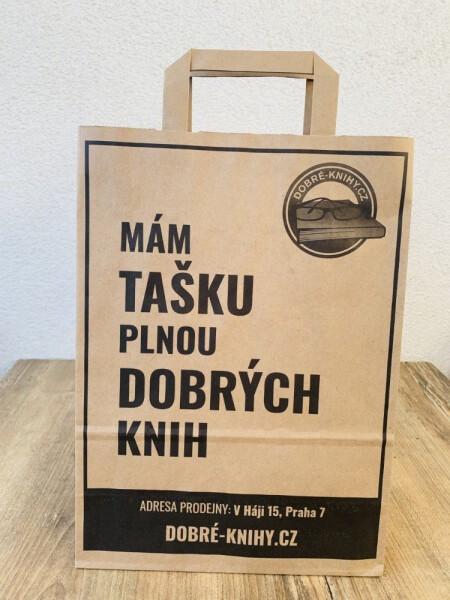 DOBRÉ-KNIHY.CZ
MÁM
TAŠKU
PLNOU
DOBRÝCH
KNIH
ADRESA PRODEJNY: V Háji 15, Praha 7
DOBRÉ-KNIHY.CZ